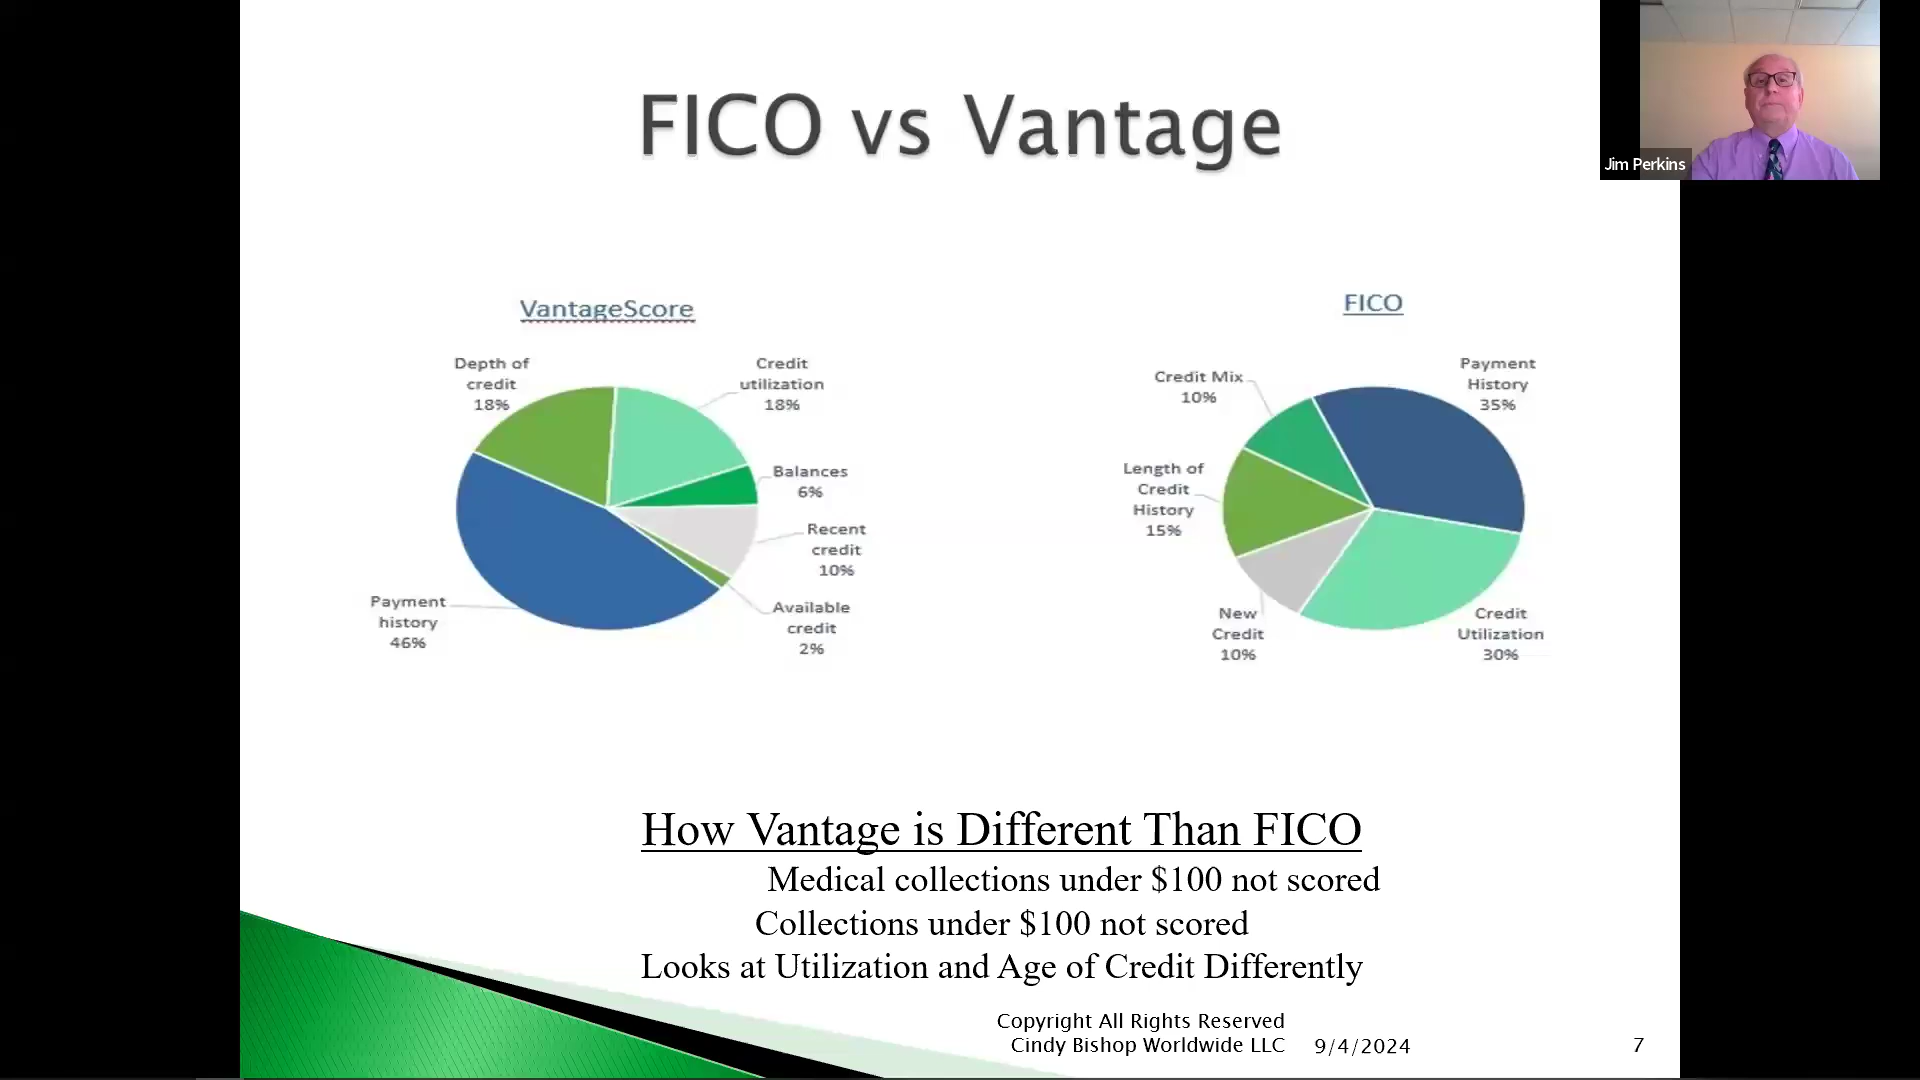 FICO vs Vantage
Jim Perkins
VantageScore
Depth of
credit
18%
Credit
utilization
18%
Balances
6%
Recent
credit
10%
Available
credit
2%
Payment
history
46%
FICO
Payment
History
35%
Credit Mix
10%
Length of
Credit
History
15%
New
Credit
10%
Credit
Utilization
30%
How Vantage is Different Than FICO
Medical collections under $100 not scored
Collections under $100 not scored
Looks at Utilization and Age of Credit Differently
Copyright All Rights Reserved
Cindy Bishop Worldwide LLC
9/4/2024
7